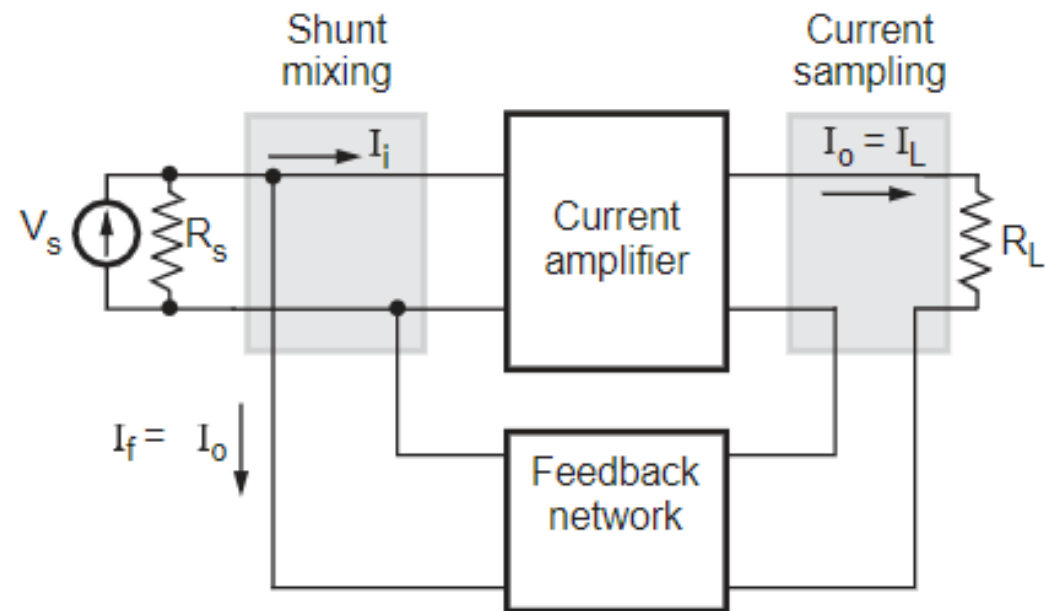 Shunt
mixing
Current
sampling
I_i
I_o = I_L
V_s
R_s
Current
amplifier
R_L
I_f = I_o
Feedback
network